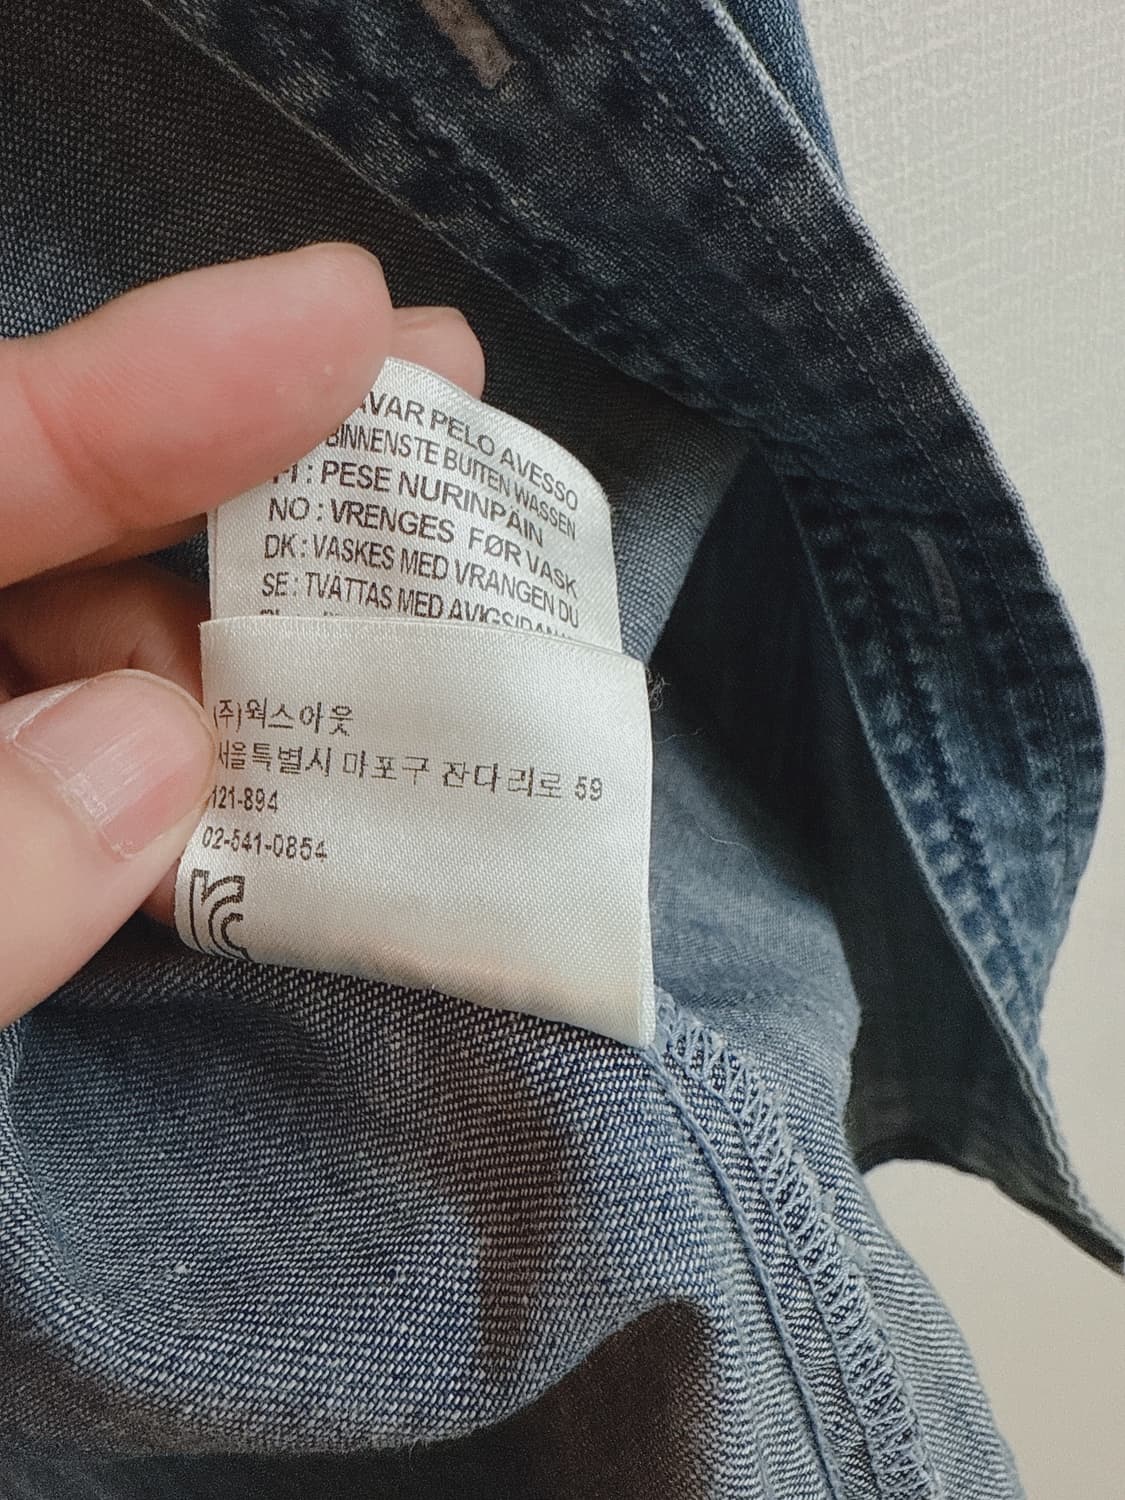 AVAR PELO AVESSO
BINNENSTE BUITEN WASSEN
FI : PESE NURINPAIN
NO : VRENGES FØR VASK
DK : VASKES MED VRANGEN DU
SE : TVATTAS MED AVIGSIDAN
(주)웍스아웃
서울특별시 마포구 잔다리로 59
121-894
02-541-0854